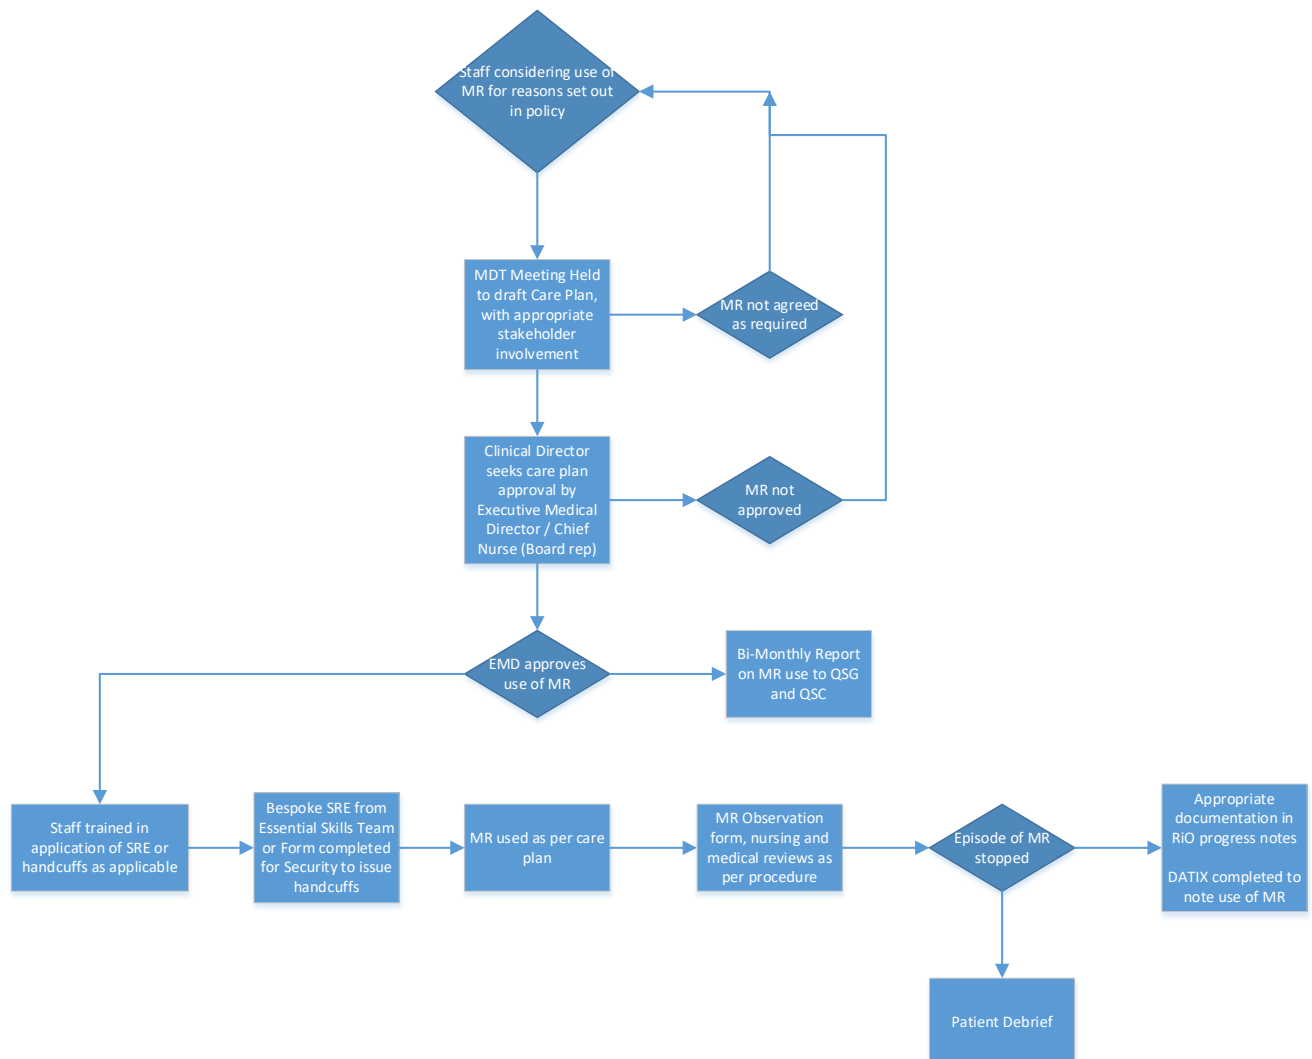 Staff considering use of
MR for reasons set out
in policy
MDT Meeting Held
to draft Care Plan,
with appropriate
stakeholder
involvement
MR not agreed
as required
Clinical Director
seeks care plan
approval by
Executive Medical
Director / Chief
Nurse (Board rep)
MR not
approved
EMD approves
use of MR
Bi-Monthly Report
on MR use to QSG
and QSC
Staff trained in
application of SRE or
handcuffs as applicable
Bespoke SRE from
Essential Skills Team
or Form completed
for Security to issue
handcuffs
MR used as per care
plan
MR Observation
form, nursing and
medical reviews as
per procedure
Episode of MR
stopped
Appropriate
documentation in
RiO progress notes
DATIX completed to
note use of MR
Patient Debrief